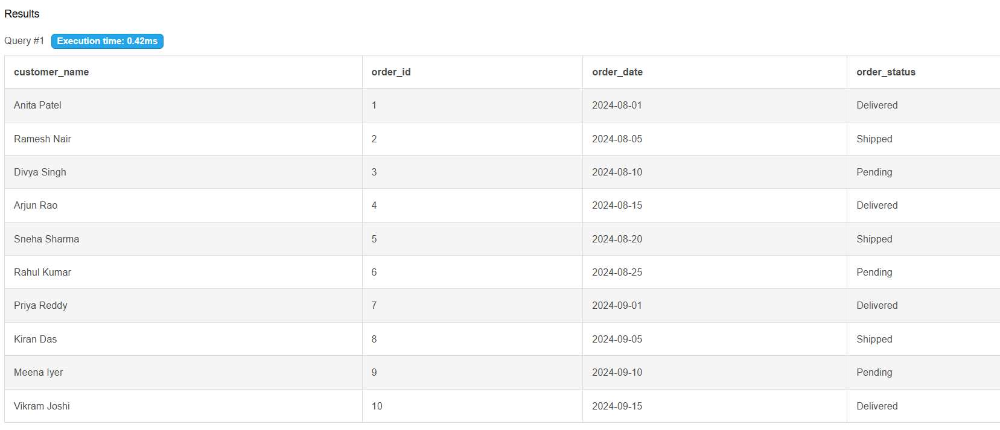 Results
Query #1 Execution time: 0.42ms
customer_name order_id order_date order_status
Anita Patel 1 2024-08-01 Delivered
Ramesh Nair 2 2024-08-05 Shipped
Divya Singh 3 2024-08-10 Pending
Arjun Rao 4 2024-08-15 Delivered
Sneha Sharma 5 2024-08-20 Shipped
Rahul Kumar 6 2024-08-25 Pending
Priya Reddy 7 2024-09-01 Delivered
Kiran Das 8 2024-09-05 Shipped
Meena Iyer 9 2024-09-10 Pending
Vikram Joshi 10 2024-09-15 Delivered